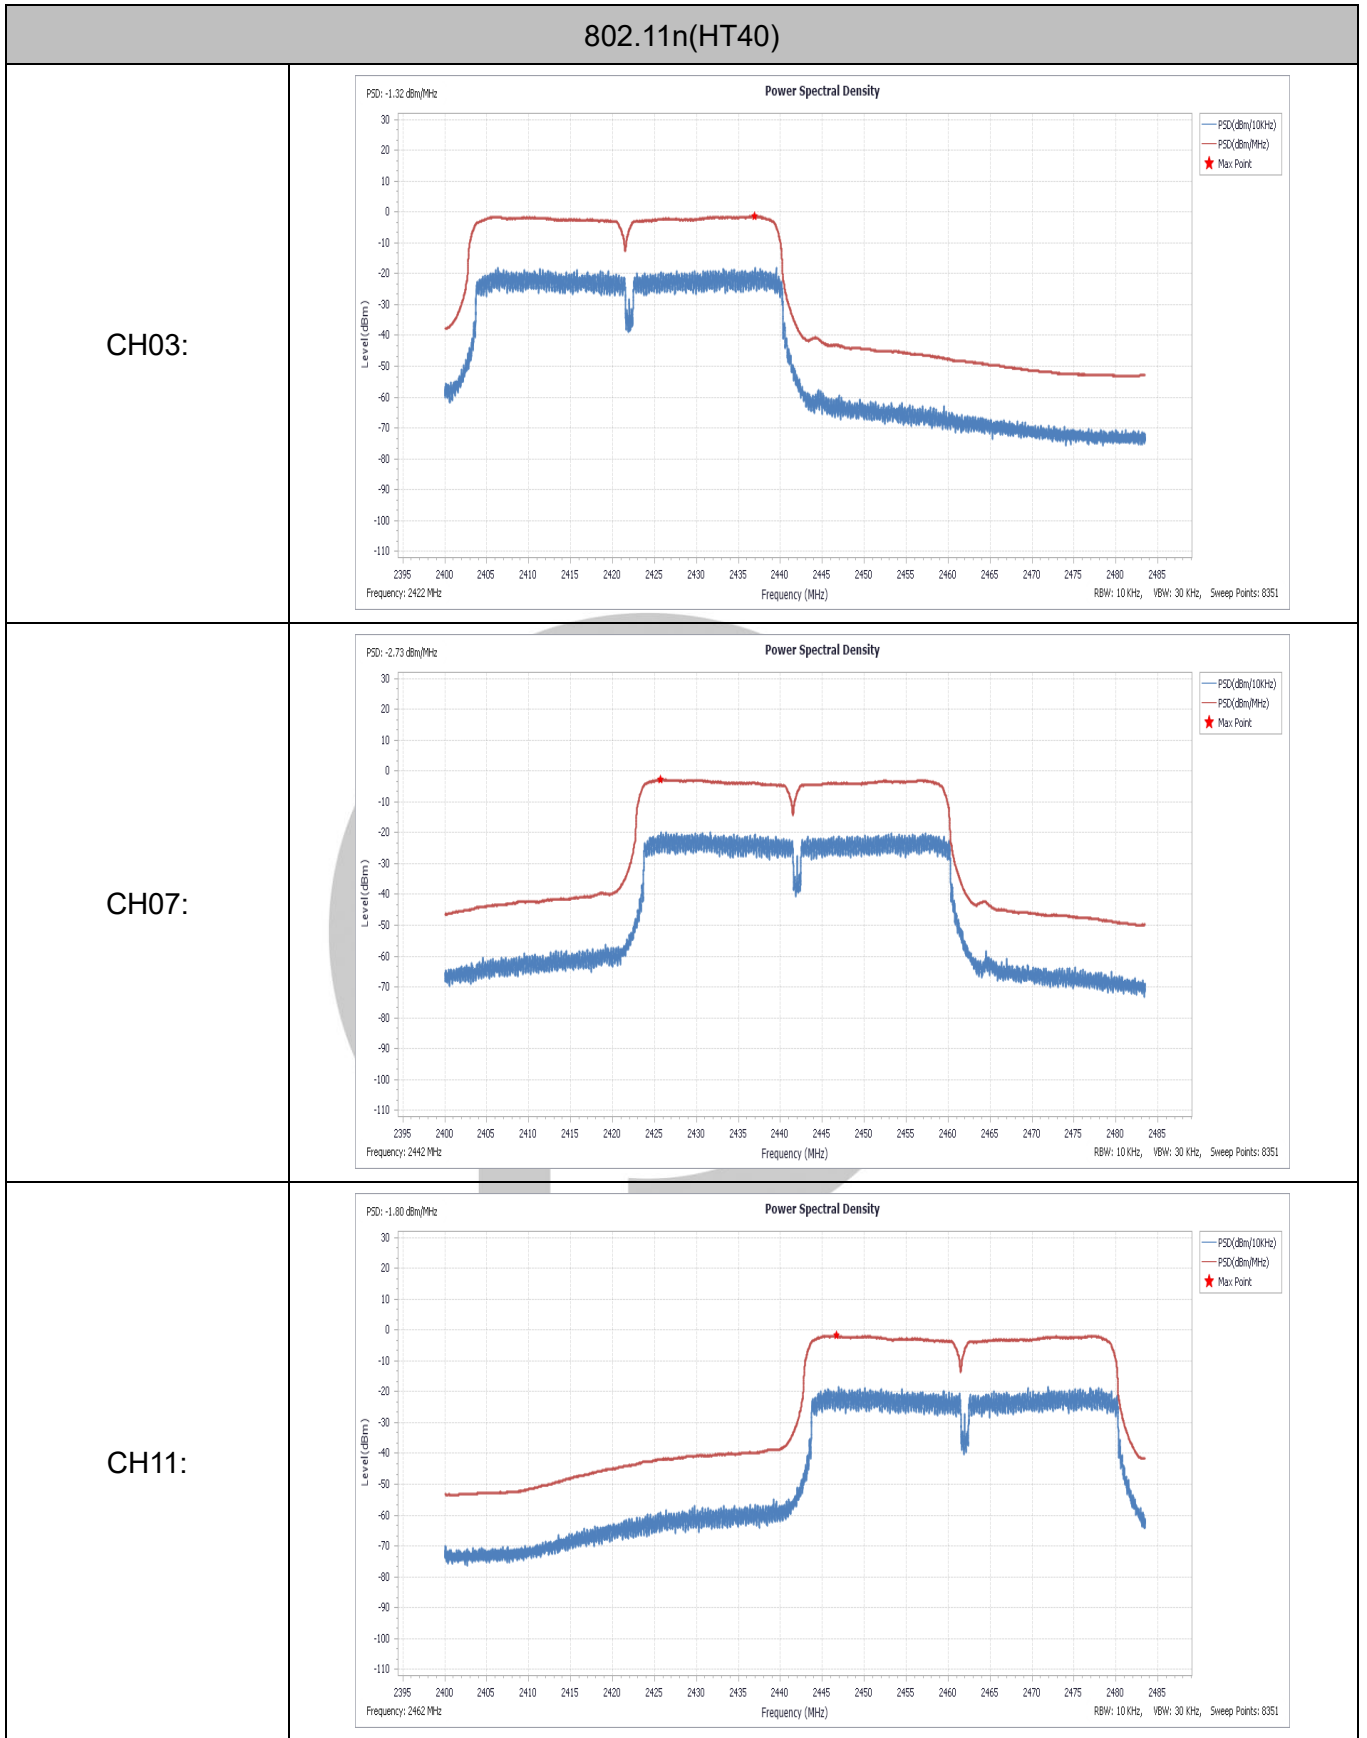 802.11n(HT40)
CH03:
PSD: -1.32 dBm/MHz
Power Spectral Density
PSD(dBm/10KHz)
PSD(dBm/MHz)
Max Point
30
20
10
0
-10
-20
-30
-40
-50
-60
-70
-80
-90
-100
-110
Level(dBm)
2395 2400 2405 2410 2415 2420 2425 2430 2435 2440 2445 2450 2455 2460 2465 2470 2475 2480 2485
Frequency: 2422 MHz Frequency (MHz) RBW: 10 KHz, VBW: 30 KHz, Sweep Points: 8351
CH07:
PSD: -2.73 dBm/MHz
Power Spectral Density
PSD(dBm/10KHz)
PSD(dBm/MHz)
Max Point
30
20
10
0
-10
-20
-30
-40
-50
-60
-70
-80
-90
-100
-110
Level(dBm)
2395 2400 2405 2410 2415 2420 2425 2430 2435 2440 2445 2450 2455 2460 2465 2470 2475 2480 2485
Frequency: 2442 MHz Frequency (MHz) RBW: 10 KHz, VBW: 30 KHz, Sweep Points: 8351
CH11:
PSD: -1.80 dBm/MHz
Power Spectral Density
PSD(dBm/10KHz)
PSD(dBm/MHz)
Max Point
30
20
10
0
-10
-20
-30
-40
-50
-60
-70
-80
-90
-100
-110
Level(dBm)
2395 2400 2405 2410 2415 2420 2425 2430 2435 2440 2445 2450 2455 2460 2465 2470 2475 2480 2485
Frequency: 2462 MHz Frequency (MHz) RBW: 10 KHz, VBW: 30 KHz, Sweep Points: 8351